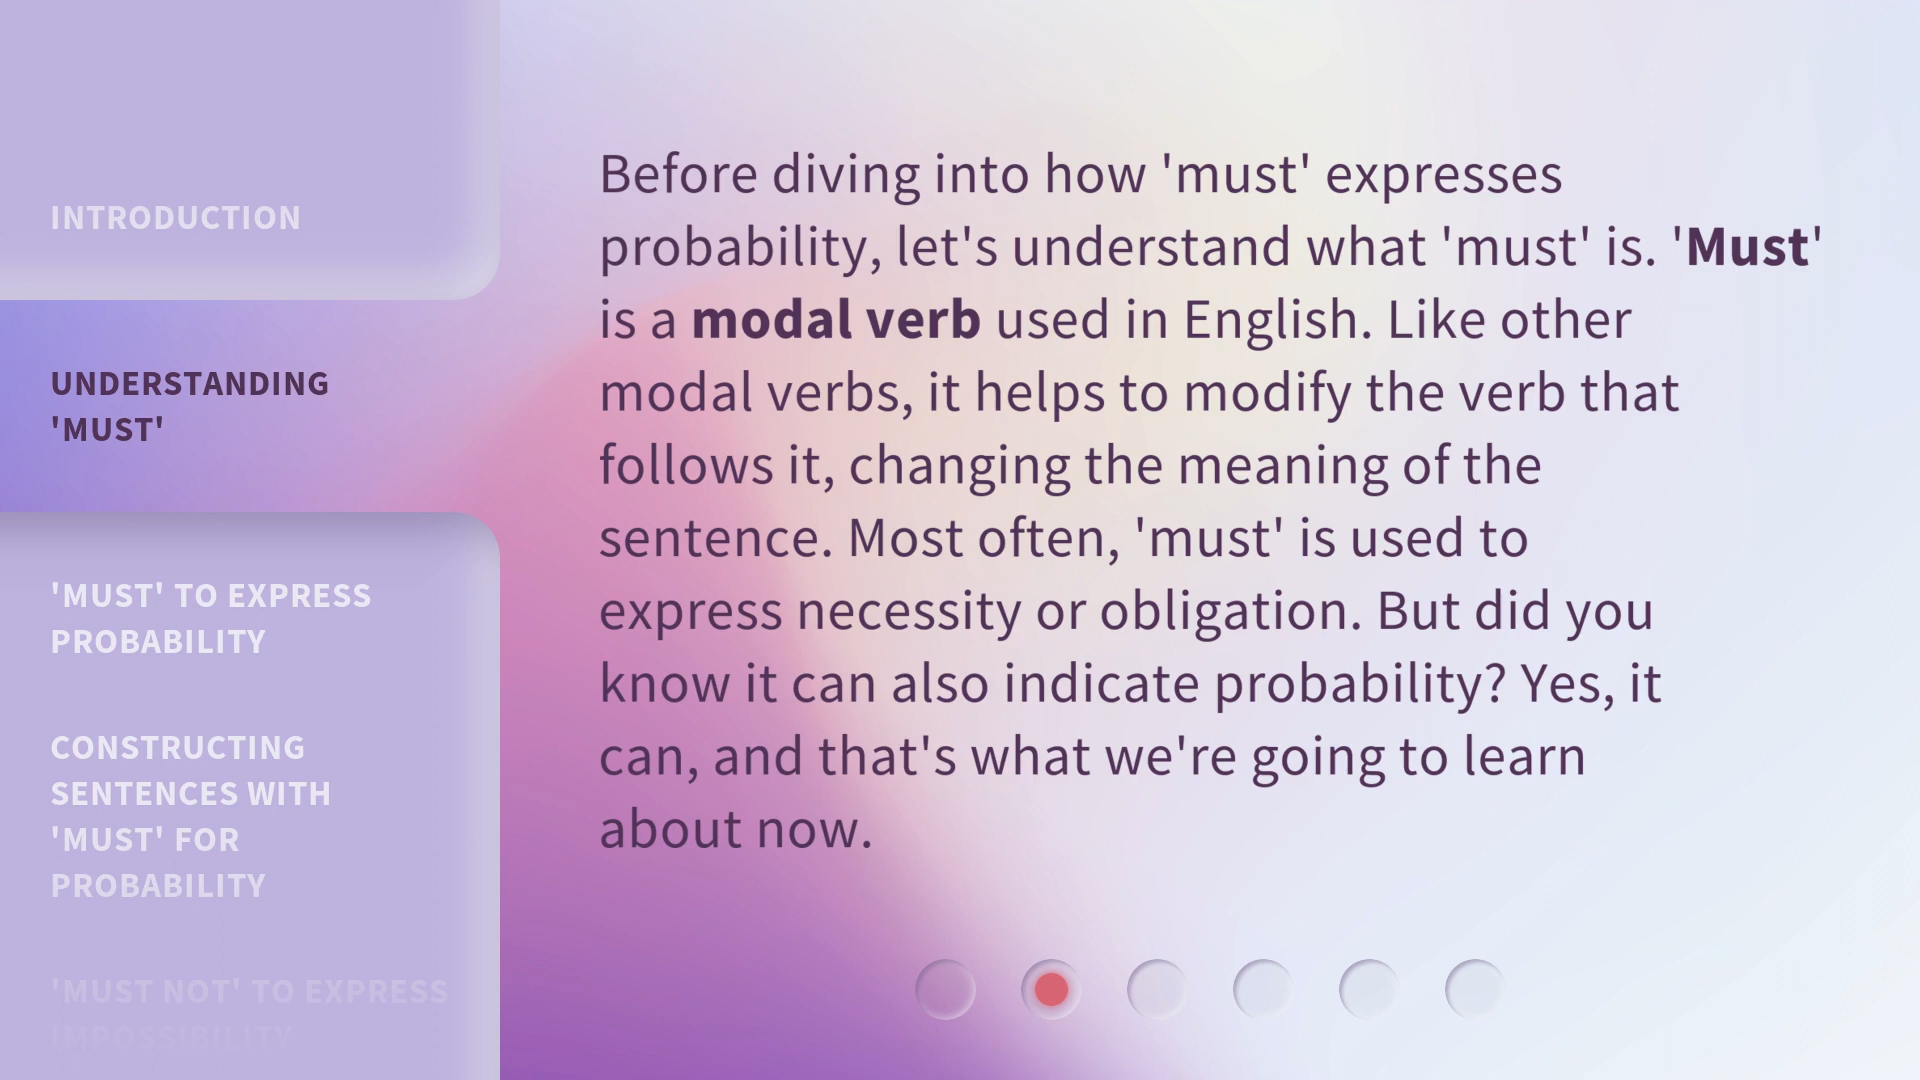 INTRODUCTION
UNDERSTANDING
'MUST'
'MUST' TO EXPRESS
PROBABILITY
CONSTRUCTING
SENTENCES WITH
'MUST' FOR
PROBABILITY
'MUST NOT' TO EXPRESS
IMPOSSIBILITY
Before diving into how 'must' expresses
probability, let's understand what 'must' is. 'Must'
is a modal verb used in English. Like other
modal verbs, it helps to modify the verb that
follows it, changing the meaning of the
sentence. Most often, 'must' is used to
express necessity or obligation. But did you
know it can also indicate probability? Yes, it
can, and that's what we're going to learn
about now.